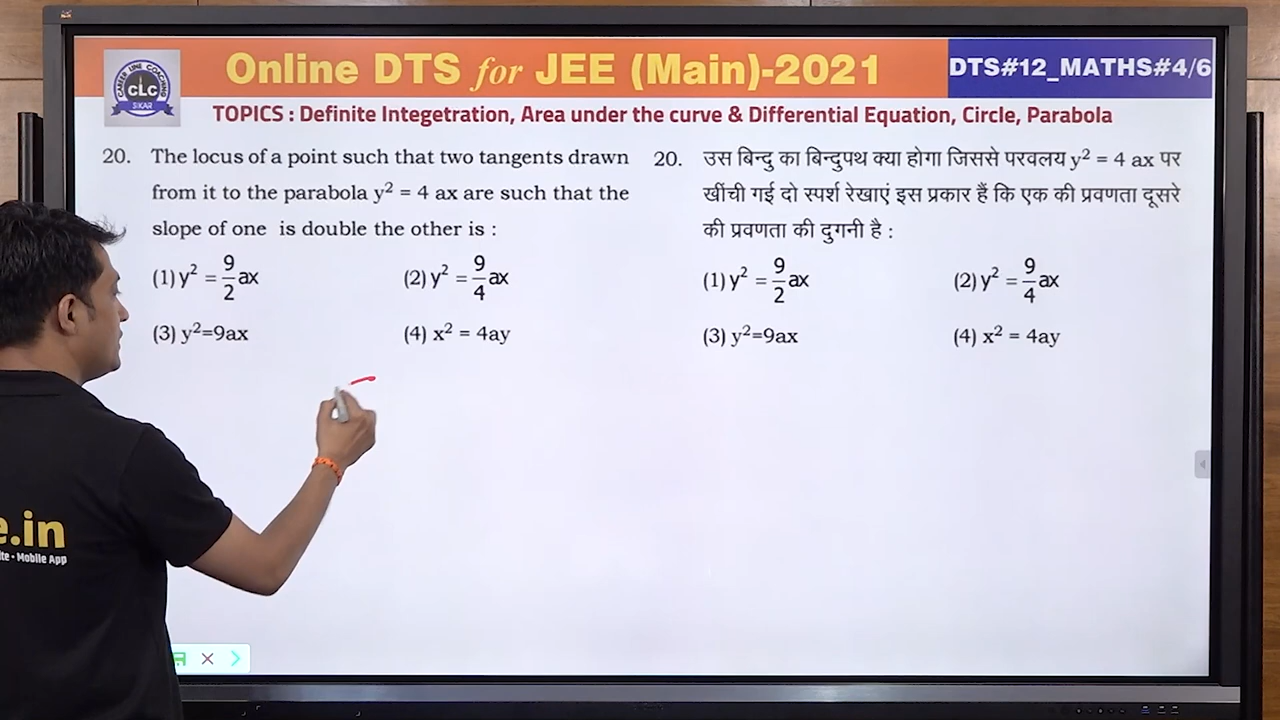 Online DTS for JEE (Main)-2021
DTS#12_MATHS#4/6
CAREER LINE COACHING
CLC
SIKAR
TOPICS : Definite Integetration, Area under the curve & Differential Equation, Circle, Parabola
20. The locus of a point such that two tangents drawn
from it to the parabola y² = 4 ax are such that the
slope of one is double the other is :
(1) y² = 9/2 ax (2) y² = 9/4 ax
(3) y²=9ax (4) x² = 4ay
20. उस बिन्दु का बिन्दुपथ क्या होगा जिससे परवलय y² = 4 ax पर
खींची गई दो स्पर्श रेखाएं इस प्रकार हैं कि एक की प्रवणता दूसरे
की प्रवणता की दुगनी है :
(1) y² = 9/2 ax (2) y² = 9/4 ax
(3) y²=9ax (4) x² = 4ay
e.in
ite • Mobile App